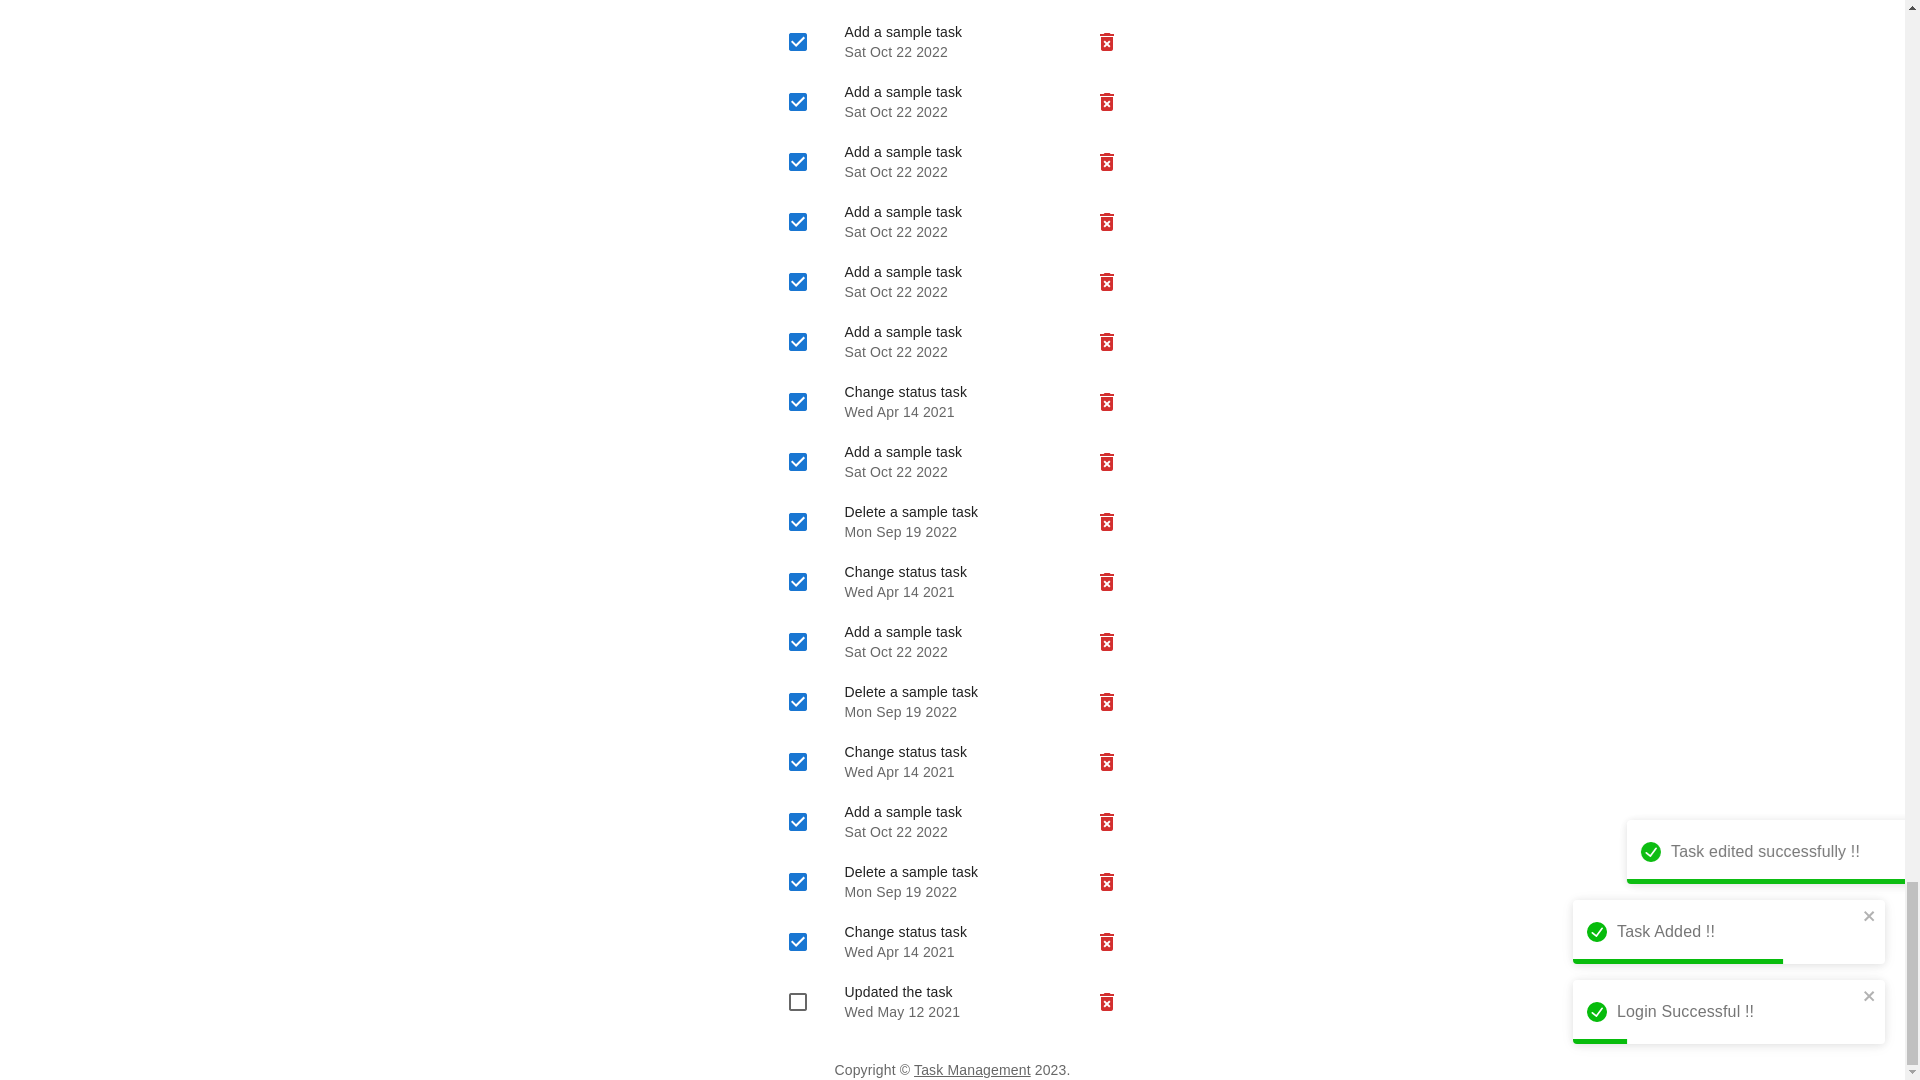 Add a sample task
Sat Oct 22 2022
Add a sample task
Sat Oct 22 2022
Add a sample task
Sat Oct 22 2022
Add a sample task
Sat Oct 22 2022
Add a sample task
Sat Oct 22 2022
Add a sample task
Sat Oct 22 2022
Change status task
Wed Apr 14 2021
Add a sample task
Sat Oct 22 2022
Delete a sample task
Mon Sep 19 2022
Change status task
Wed Apr 14 2021
Add a sample task
Sat Oct 22 2022
Delete a sample task
Mon Sep 19 2022
Change status task
Wed Apr 14 2021
Add a sample task
Sat Oct 22 2022
Delete a sample task
Mon Sep 19 2022
Change status task
Wed Apr 14 2021
Updated the task
Wed May 12 2021
Copyright © Task Management 2023.
Task edited successfully !!
Task Added !!
Login Successful !!